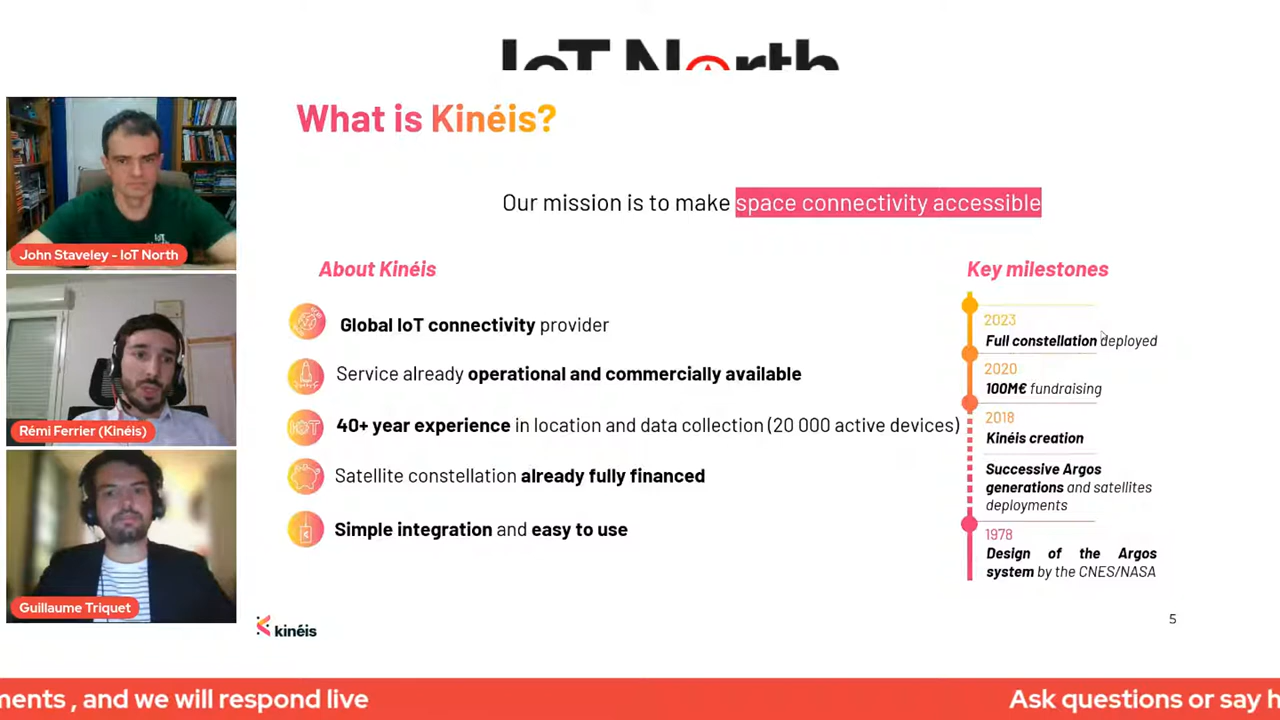 IoT North
What is Kinéis?
Our mission is to make space connectivity accessible
John Staveley - IoT North
Rémi Ferrier (Kinéis)
Guillaume Triquet
About Kinéis
Global IoT connectivity provider
Service already operational and commercially available
IOT
40+ year experience in location and data collection (20 000 active devices)
Satellite constellation already fully financed
Simple integration and easy to use
Key milestones
2023
Full constellation deployed
2020
100M€ fundraising
2018
Kinéis creation
Successive Argos
generations and satellites
deployments
1978
Design of the Argos
system by the CNES/NASA
kinéis
5
ments , and we will respond live
Ask questions or say h